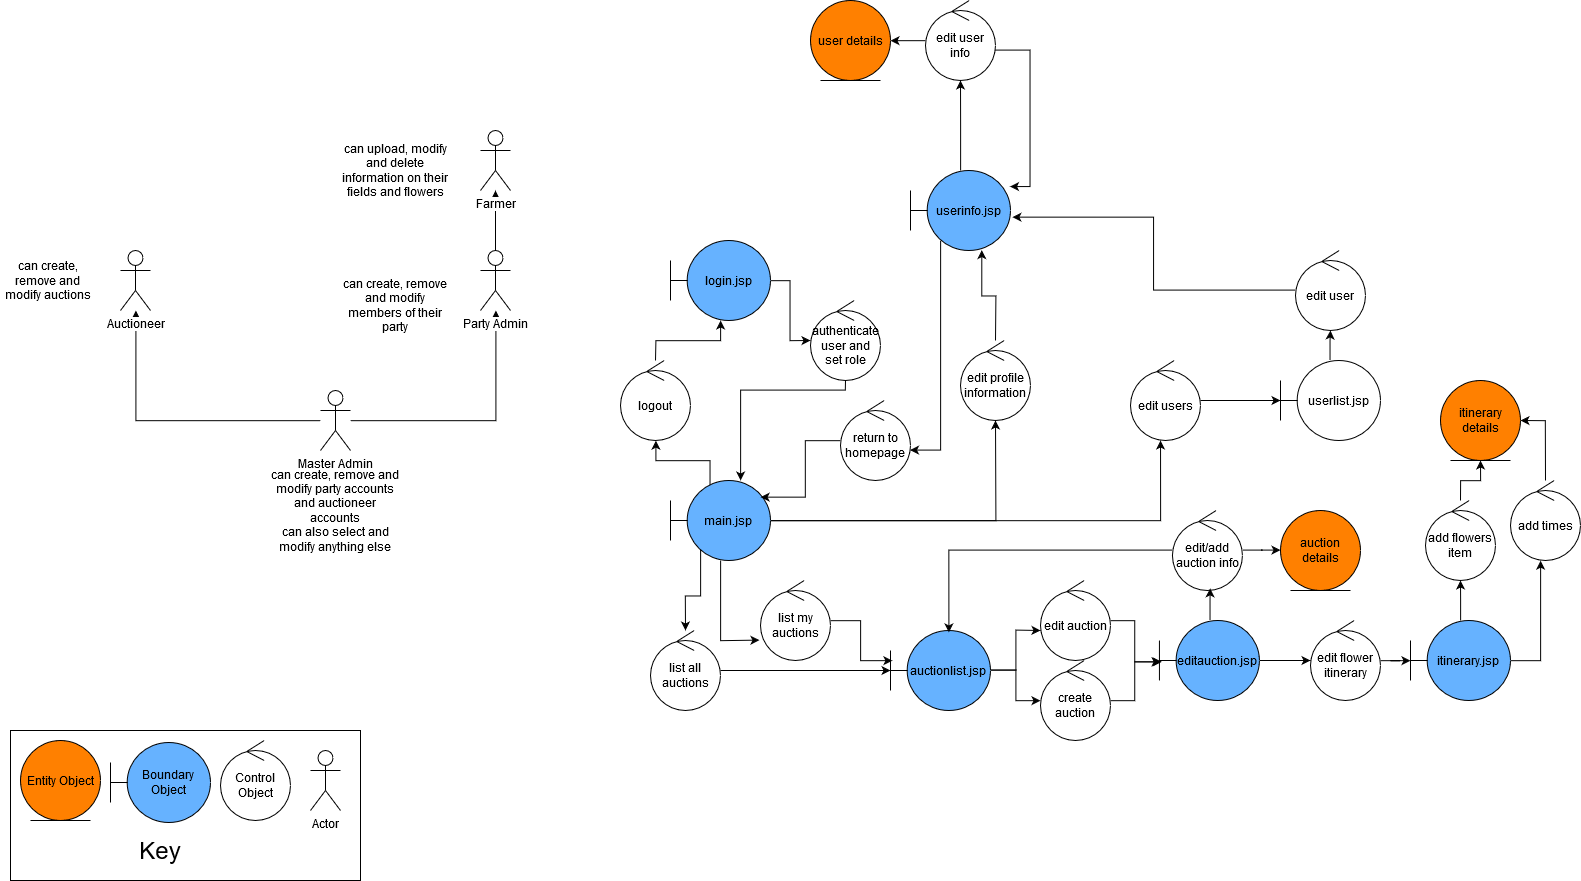 user details
edit user
info
can upload, modify
and delete
information on their
fields and flowers
Farmer
userinfo.jsp
can create,
remove and
modify auctions
Auctioneer
can create, remove
and modify
members of their
party
Party Admin
login.jsp
authenticate
user and
set role
edit user
logout
edit profile
information
edit users
userlist.jsp
return to
homepage
itinerary
details
Master Admin
can create, remove and
modify party accounts
and auctioneer
accounts
can also select and
modify anything else
main.jsp
edit/add
auction info
auction
details
add flowers
item
add times
list my
auctions
edit auction
list all
auctions
auctionlist.jsp
create
auction
editauction.jsp
edit flower
itinerary
itinerary.jsp
Entity Object
Boundary
Object
Control
Object
Actor
Key